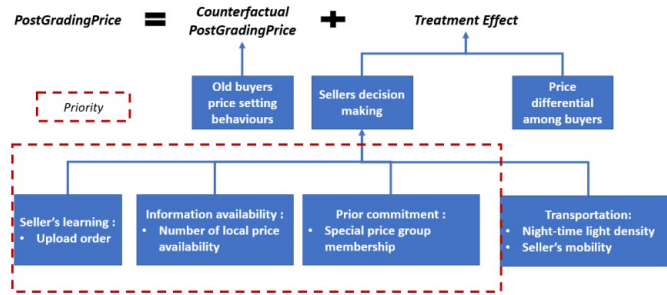 PostGradingPrice = Counterfactual PostGradingPrice + Treatment Effect
Old buyers
price setting
behaviours
Sellers decision
making
Price
differential
among buyers
Priority
Seller's learning :
• Upload order
Information availability :
• Number of local price
availability
Prior commitment :
• Special price group
membership
Transportation:
• Night-time light density
• Seller's mobility